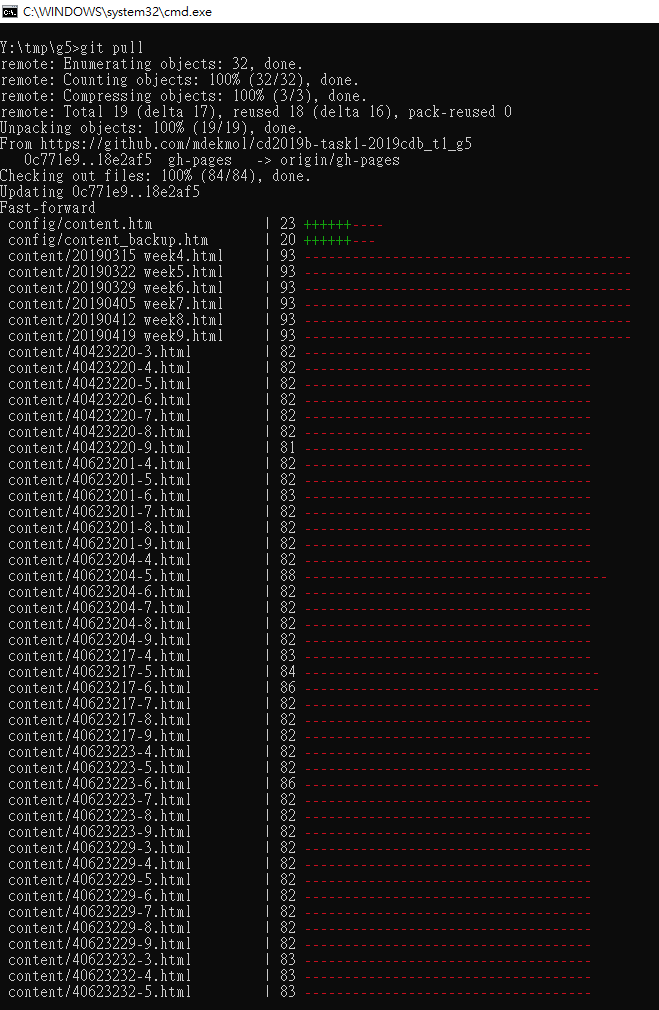 C:\WINDOWS\system32\cmd.exe
Y:\tmp\g5>git pull
remote: Enumerating objects: 32, done.
remote: Counting objects: 100% (32/32), done.
remote: Compressing objects: 100% (3/3), done.
remote: Total 19 (delta 17), reused 18 (delta 16), pack-reused 0
Unpacking objects: 100% (19/19), done.
From https://github.com/mdekmol/cd2019b-task1-2019cdb_t1_g5
   0c771e9..18e2af5  gh-pages   -> origin/gh-pages
Checking out files: 100% (84/84), done.
Updating 0c771e9..18e2af5
Fast-forward
 config/content.htm              | 23 ++++++----
 config/content_backup.htm       | 20 ++++++---
 content/20190315 week4.html     | 93 -----------------------------------------
 content/20190322 week5.html     | 93 -----------------------------------------
 content/20190329 week6.html     | 93 -----------------------------------------
 content/20190405 week7.html     | 93 -----------------------------------------
 content/20190412 week8.html     | 93 -----------------------------------------
 content/20190419 week9.html     | 93 -----------------------------------------
 content/40423220-3.html         | 82 ------------------------------------
 content/40423220-4.html         | 82 ------------------------------------
 content/40423220-5.html         | 82 ------------------------------------
 content/40423220-6.html         | 82 ------------------------------------
 content/40423220-7.html         | 82 ------------------------------------
 content/40423220-8.html         | 82 ------------------------------------
 content/40423220-9.html         | 81 -----------------------------------
 content/40623201-4.html         | 82 ------------------------------------
 content/40623201-5.html         | 82 ------------------------------------
 content/40623201-6.html         | 83 ------------------------------------
 content/40623201-7.html         | 82 ------------------------------------
 content/40623201-8.html         | 82 ------------------------------------
 content/40623201-9.html         | 82 ------------------------------------
 content/40623204-4.html         | 82 ------------------------------------
 content/40623204-5.html         | 88 --------------------------------------
 content/40623204-6.html         | 82 ------------------------------------
 content/40623204-7.html         | 82 ------------------------------------
 content/40623204-8.html         | 82 ------------------------------------
 content/40623204-9.html         | 82 ------------------------------------
 content/40623217-4.html         | 83 ------------------------------------
 content/40623217-5.html         | 84 -------------------------------------
 content/40623217-6.html         | 86 -------------------------------------
 content/40623217-7.html         | 82 ------------------------------------
 content/40623217-8.html         | 82 ------------------------------------
 content/40623217-9.html         | 82 ------------------------------------
 content/40623223-4.html         | 82 ------------------------------------
 content/40623223-5.html         | 82 ------------------------------------
 content/40623223-6.html         | 86 -------------------------------------
 content/40623223-7.html         | 82 ------------------------------------
 content/40623223-8.html         | 82 ------------------------------------
 content/40623223-9.html         | 82 ------------------------------------
 content/40623229-3.html         | 82 ------------------------------------
 content/40623229-4.html         | 82 ------------------------------------
 content/40623229-5.html         | 82 ------------------------------------
 content/40623229-6.html         | 82 ------------------------------------
 content/40623229-7.html         | 82 ------------------------------------
 content/40623229-8.html         | 82 ------------------------------------
 content/40623229-9.html         | 82 ------------------------------------
 content/40623232-3.html         | 83 ------------------------------------
 content/40623232-4.html         | 83 ------------------------------------
 content/40623232-5.html         | 83 ------------------------------------